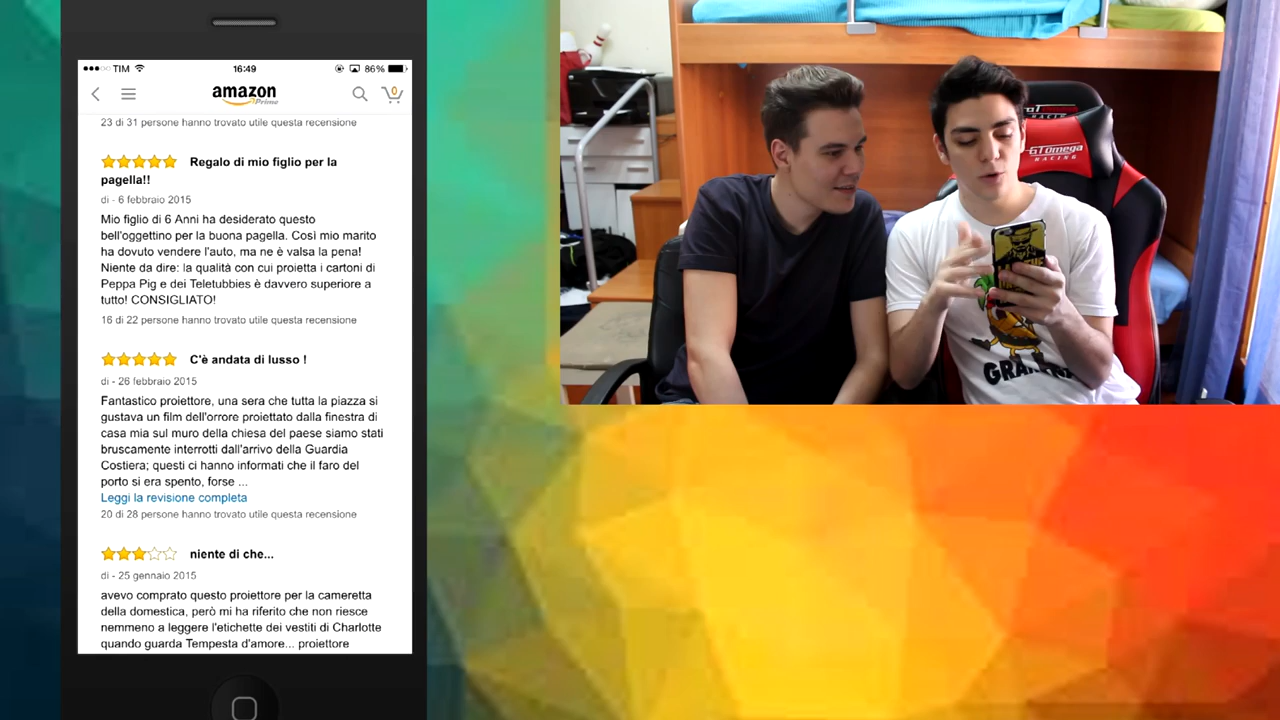 TIM 16:49 86%
amazon
Prime
0
23 di 31 persone hanno trovato utile questa recensione
Regalo di mio figlio per la
pagella!!
di - 6 febbraio 2015
Mio figlio di 6 Anni ha desiderato questo
bell'oggettino per la buona pagella. Così mio marito
ha dovuto vendere l'auto, ma ne è valsa la pena!
Niente da dire: la qualità con cui proietta i cartoni di
Peppa Pig e dei Teletubbies è davvero superiore a
tutto! CONSIGLIATO!
16 di 22 persone hanno trovato utile questa recensione
C'è andata di lusso !
di - 26 febbraio 2015
Fantastico proiettore, una sera che tutta la piazza si
gustava un film dell'orrore proiettato dalla finestra di
casa mia sul muro della chiesa del paese siamo stati
bruscamente interrotti dall'arrivo della Guardia
Costiera; questi ci hanno informati che il faro del
porto si era spento, forse ...
Leggi la revisione completa
20 di 28 persone hanno trovato utile questa recensione
niente di che...
di - 25 gennaio 2015
avevo comprato questo proiettore per la cameretta
della domestica, però mi ha riferito che non riesce
nemmeno a leggere l'etichette dei vestiti di Charlotte
quando guarda Tempesta d'amore... proiettore
RACING
GTOmega
RACING